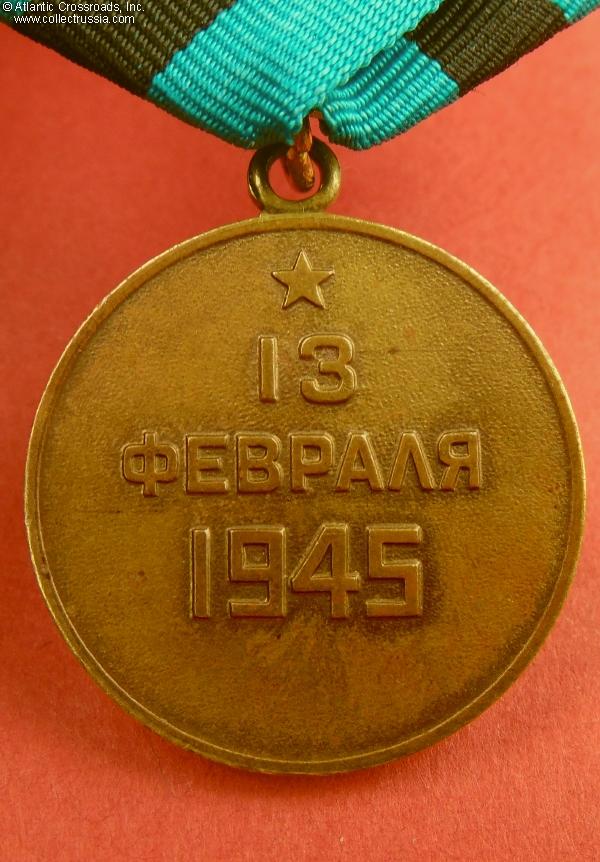 © Atlantic Crossroads, Inc.
www.collectrussia.com
13
ФЕВРАЛЯ
1945